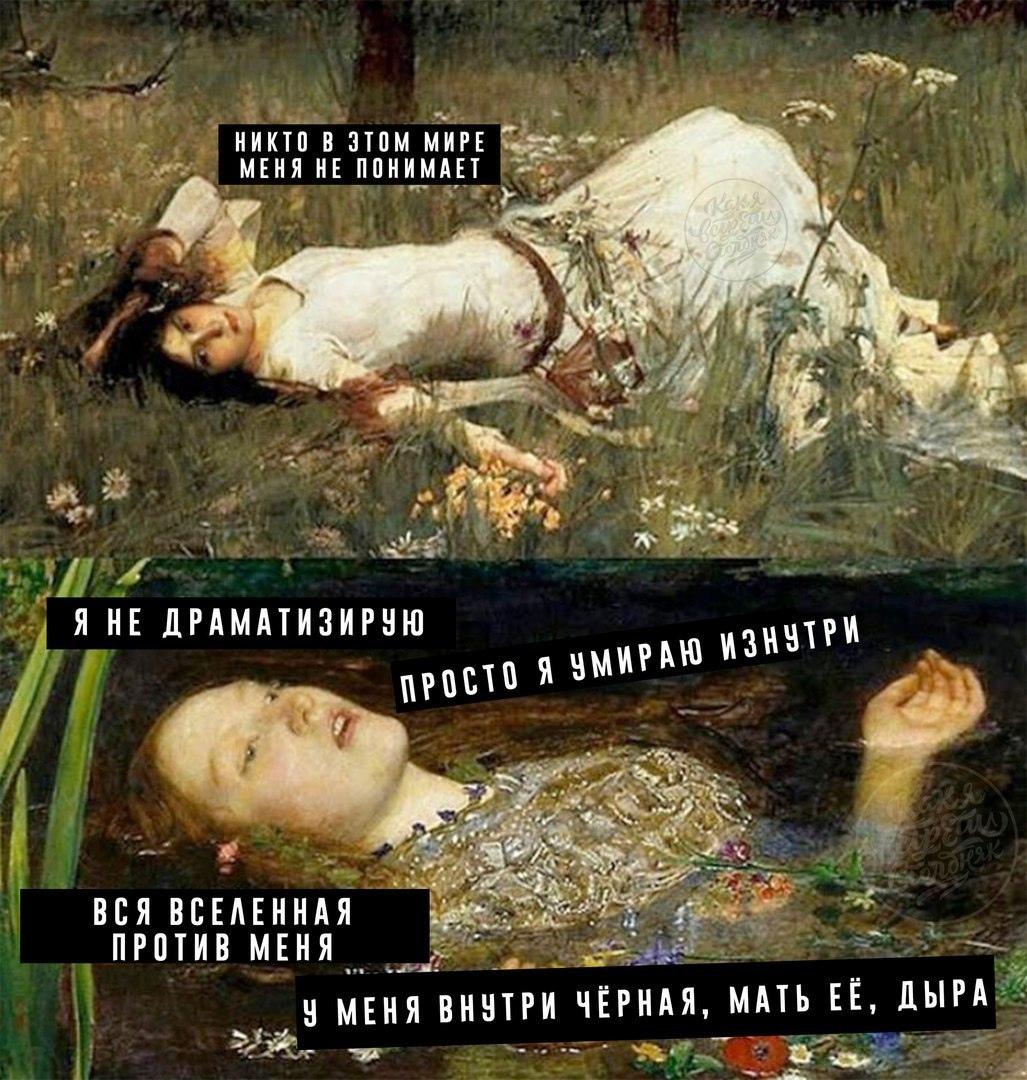 НИКТО В ЭТОМ МИРЕ
МЕНЯ НЕ ПОНИМАЕТ
Я НЕ ДРАМАТИЗИРУЮ
ПРОСТО Я УМИРАЮ ИЗНУТРИ
ВСЯ ВСЕЛЕННАЯ
ПРОТИВ МЕНЯ
У МЕНЯ ВНУТРИ ЧЁРНАЯ, МАТЬ ЕЁ, ДЫРА